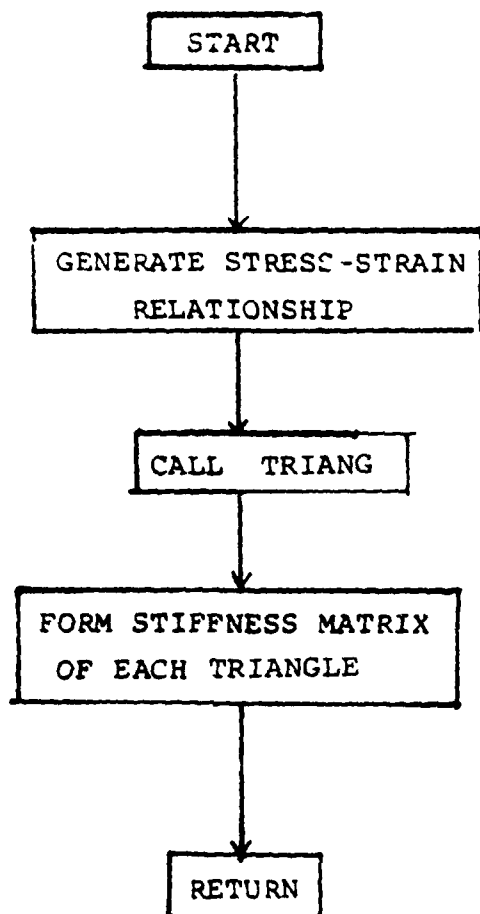 START
GENERATE STRESS-STRAIN
RELATIONSHIP
CALL TRIANG
FORM STIFFNESS MATRIX
OF EACH TRIANGLE
RETURN